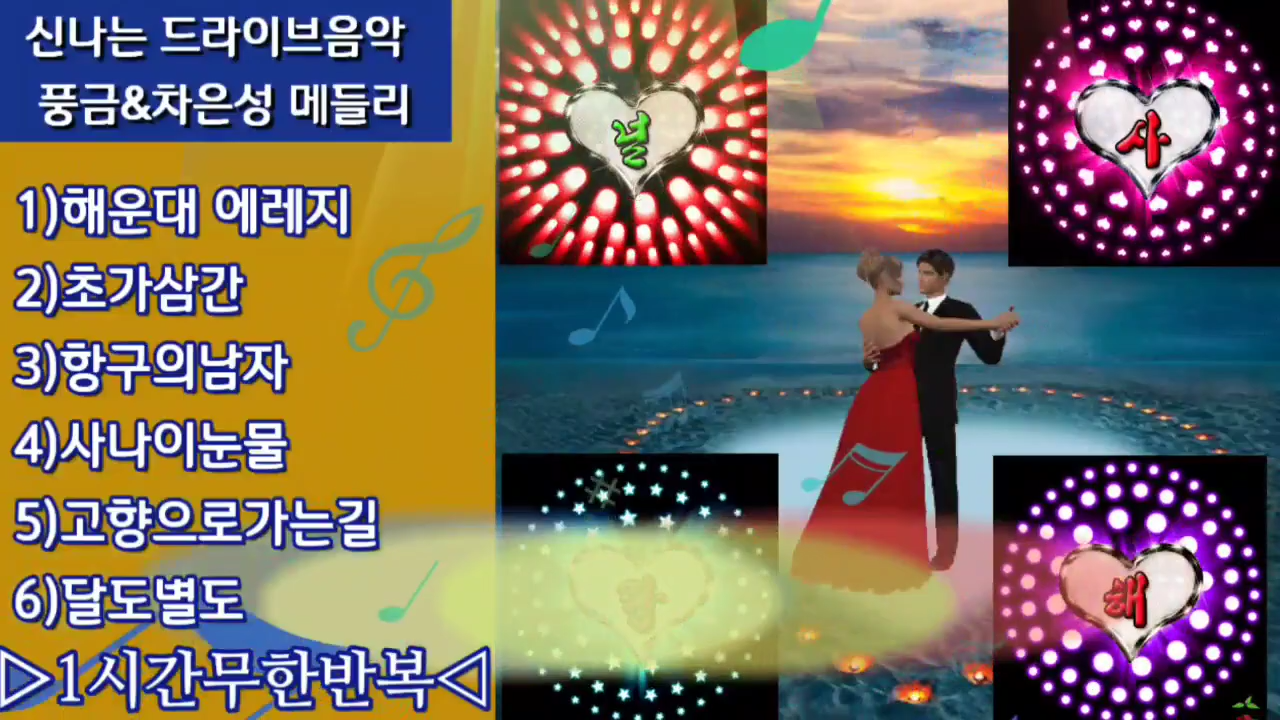 신나는 드라이브음악
풍금&차은성 메들리
1)해운대 에레지
2)초가삼간
3)항구의남자
4)사나이눈물
5)고향으로가는길
6)달도별도
▷1시간무한반복◁
널
사
랑
해